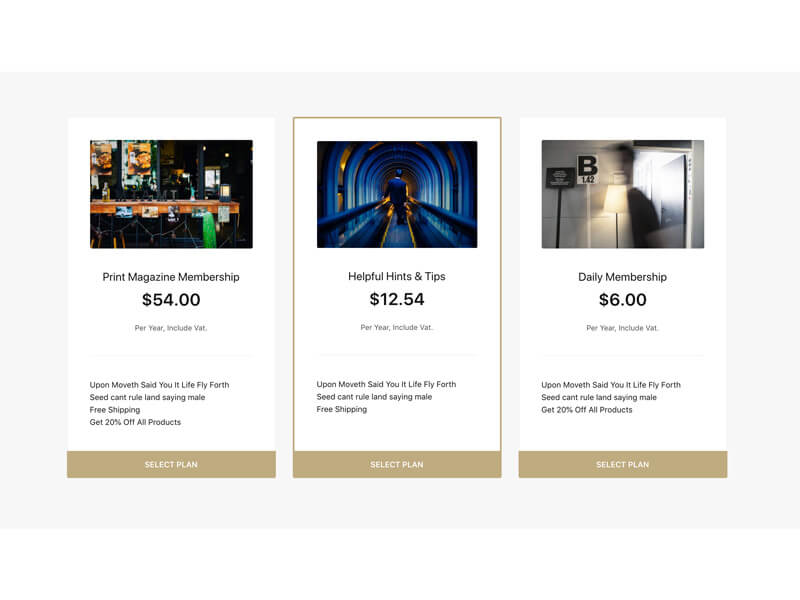 Print Magazine Membership
$54.00
Per Year, Include Vat.
Upon Moveth Said You It Life Fly Forth
Seed cant rule land saying male
Free Shipping
Get 20% Off All Products
SELECT PLAN
Helpful Hints & Tips
$12.54
Per Year, Include Vat.
Upon Moveth Said You It Life Fly Forth
Seed cant rule land saying male
Free Shipping
SELECT PLAN
B
1.42
Daily Membership
$6.00
Per Year, Include Vat.
Upon Moveth Said You It Life Fly Forth
Seed cant rule land saying male
Get 20% Off All Products
SELECT PLAN